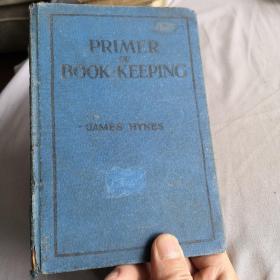 PRIMER
OF
BOOK-KEEPING
JAMES HYNES